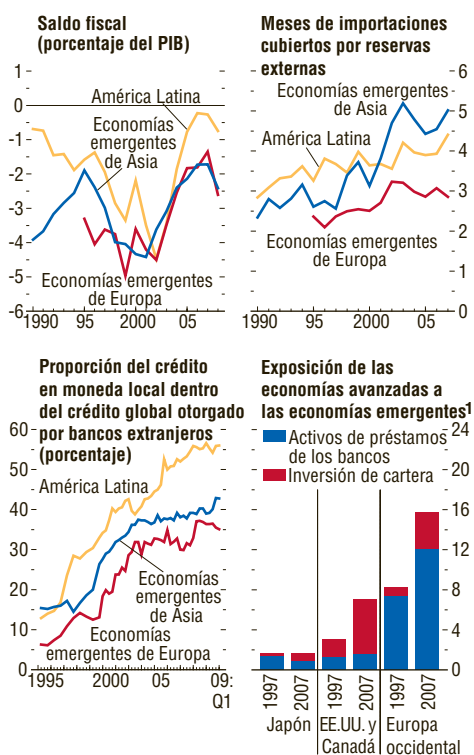 Saldo fiscal
(porcentaje del PIB)
1
0
-1
-2
-3
-4
-5
-6
1990
95
2000
05
América Latina
Economías
emergentes
de Asia
Economías emergentes
de Europa
Meses de importaciones
cubiertos por reservas
externas
6
5
4
3
2
1
0
1990
95
2000
05
Economías emergentes
de Asia
América Latina
Economías emergentes
de Europa
Proporción del crédito
en moneda local dentro
del crédito global otorgado
por bancos extranjeros
(porcentaje)
60
50
40
30
20
10
0
1995
2000
05
09:
Q1
América Latina
Economías
emergentes
de Asia
Economías
emergentes de Europa
Exposición de las
economías avanzadas a
las economías emergentes1
Activos de préstamos
de los bancos
Inversión de cartera
24
20
16
12
8
4
0
1997
2007
1997
2007
1997
2007
Japón
EE.UU. y
Canadá
Europa
occidental